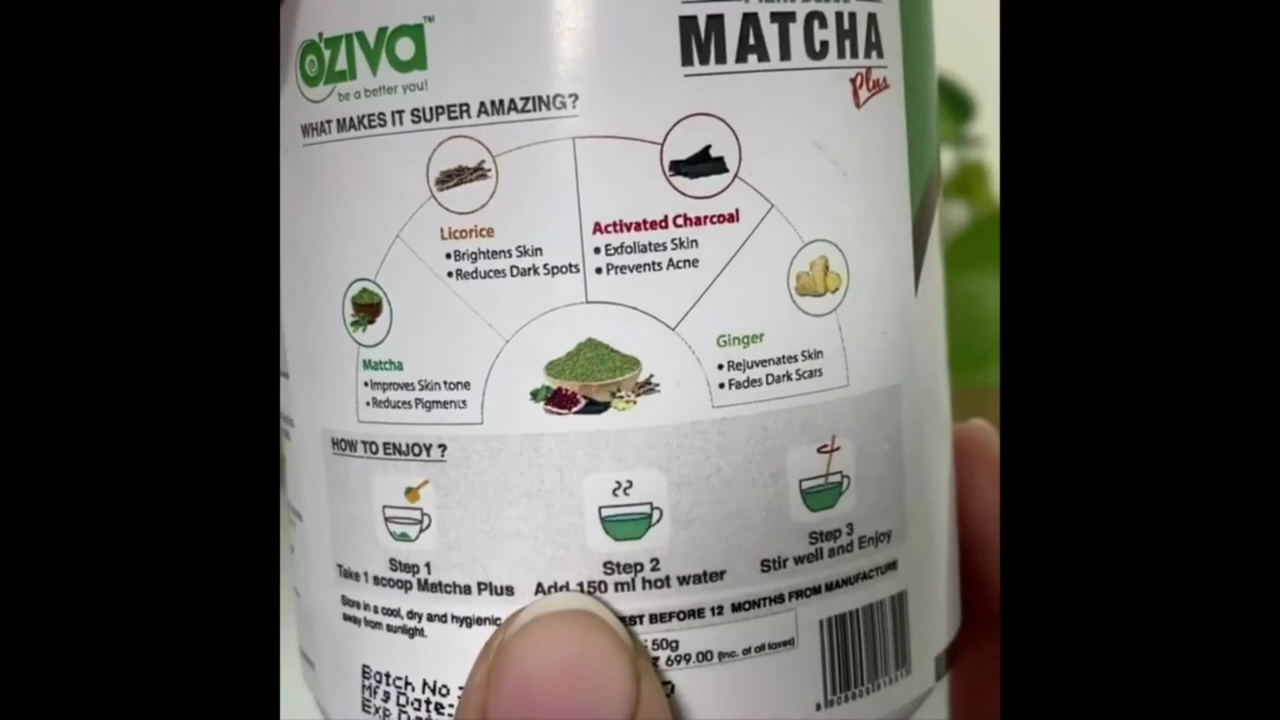 O'ZIVA™
be a better you!
MATCHA
Plus
WHAT MAKES IT SUPER AMAZING?
Licorice
• Brightens Skin
• Reduces Dark Spots
Activated Charcoal
• Exfoliates Skin
• Prevents Acne
Matcha
• Improves Skin tone
• Reduces Pigments
Ginger
• Rejuvenates Skin
• Fades Dark Scars
HOW TO ENJOY ?
Step 1
Take 1 scoop Matcha Plus
Step 2
Add 150 ml hot water
Step 3
Stir well and Enjoy
Store in a cool, dry and hygienic
away from sunlight.
BEFORE 12 MONTHS FROM MANUFACTURE
50g
₹ 699.00 (Inc. of all taxes)
Batch No
Mfg Date:
Exp